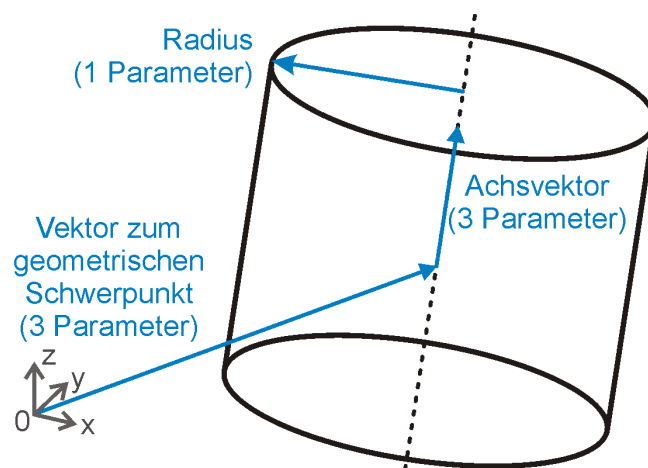 Radius
(1 Parameter)
Achsvektor
(3 Parameter)
Vektor zum
geometrischen
Schwerpunkt
(3 Parameter)
z
y
0
x